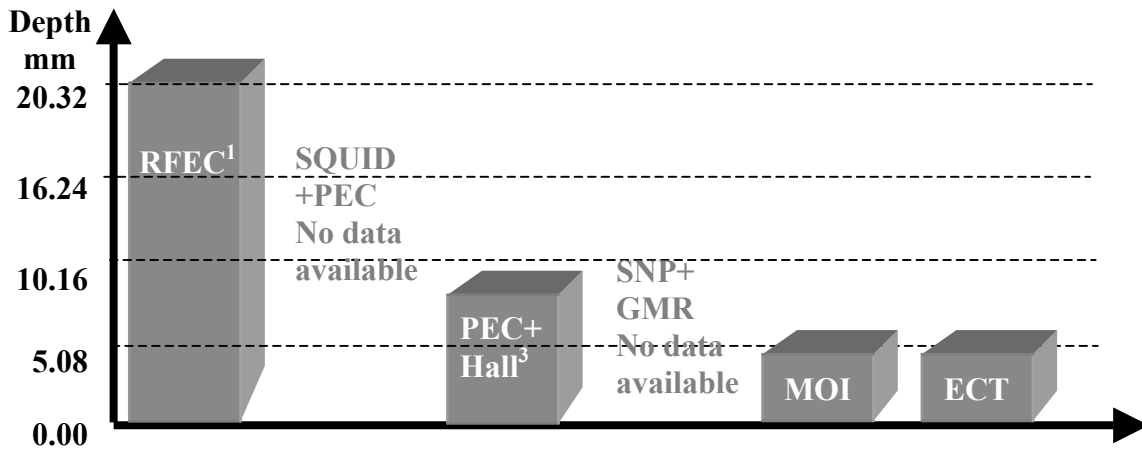 Depth
mm
20.32
16.24
10.16
5.08
0.00
RFEC¹
SQUID
+PEC
No data
available
PEC+
Hall³
SNP+
GMR
No data
available
MOI
ECT